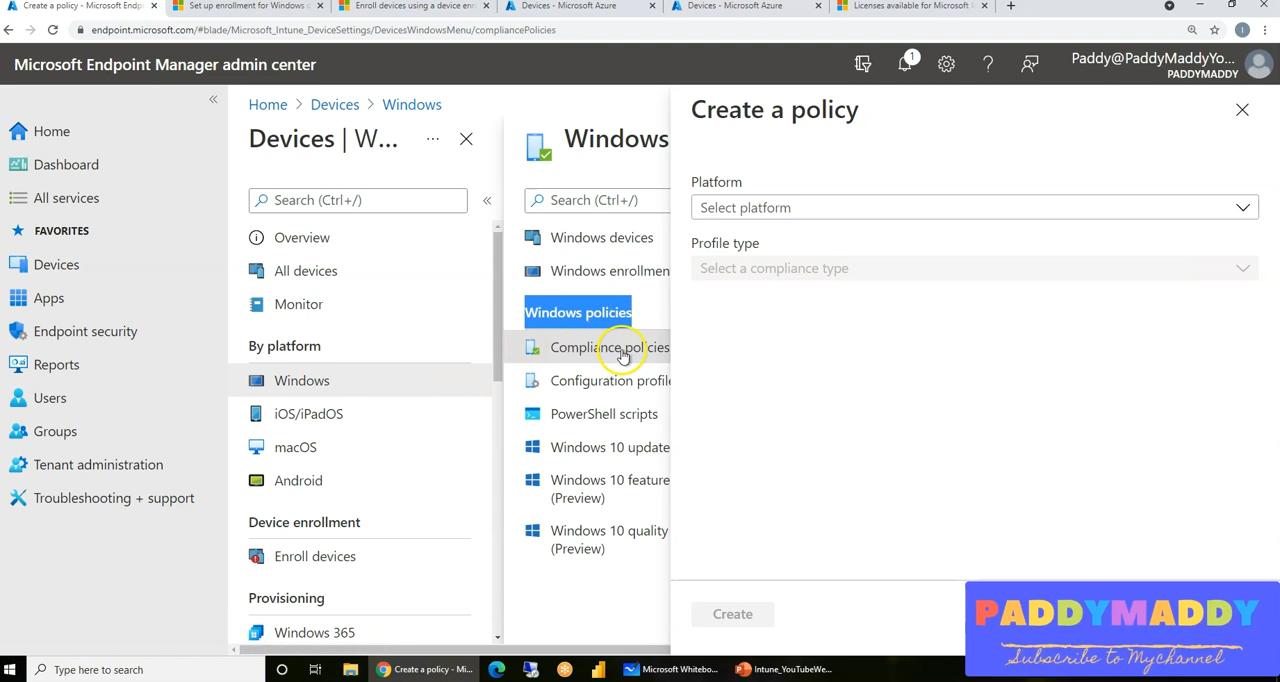 Create a policy - Microsoft Endp
Set up enrollment for Windows d
Enroll devices using a device enr
Devices - Microsoft Azure
Devices - Microsoft Azure
Licenses available for Microsoft
endpoint.microsoft.com/#blade/Microsoft_Intune_DeviceSettings/DevicesWindowsMenu/compliancePolicies
Microsoft Endpoint Manager admin center
1
Paddy@PaddyMaddyYo...
PADDYMADDY
Home
Dashboard
All services
FAVORITES
Devices
Apps
Endpoint security
Reports
Users
Groups
Tenant administration
Troubleshooting + support
Home > Devices > Windows
Devices | W... ...
Search (Ctrl+/)
Overview
All devices
Monitor
By platform
Windows
iOS/iPadOS
macOS
Android
Device enrollment
Enroll devices
Provisioning
Windows 365
Windows
Search (Ctrl+/)
Windows devices
Windows enrollmen
Windows policies
Compliance policies
Configuration profile
PowerShell scripts
Windows 10 update
Windows 10 feature
(Preview)
Windows 10 quality
(Preview)
Create a policy
Platform
Select platform
Profile type
Select a compliance type
Create
PADDYMADDY
Subscribe to Mychannel
Type here to search
Create a policy - Mi...
Microsoft Whitebo...
Intune_YouTubeWe...